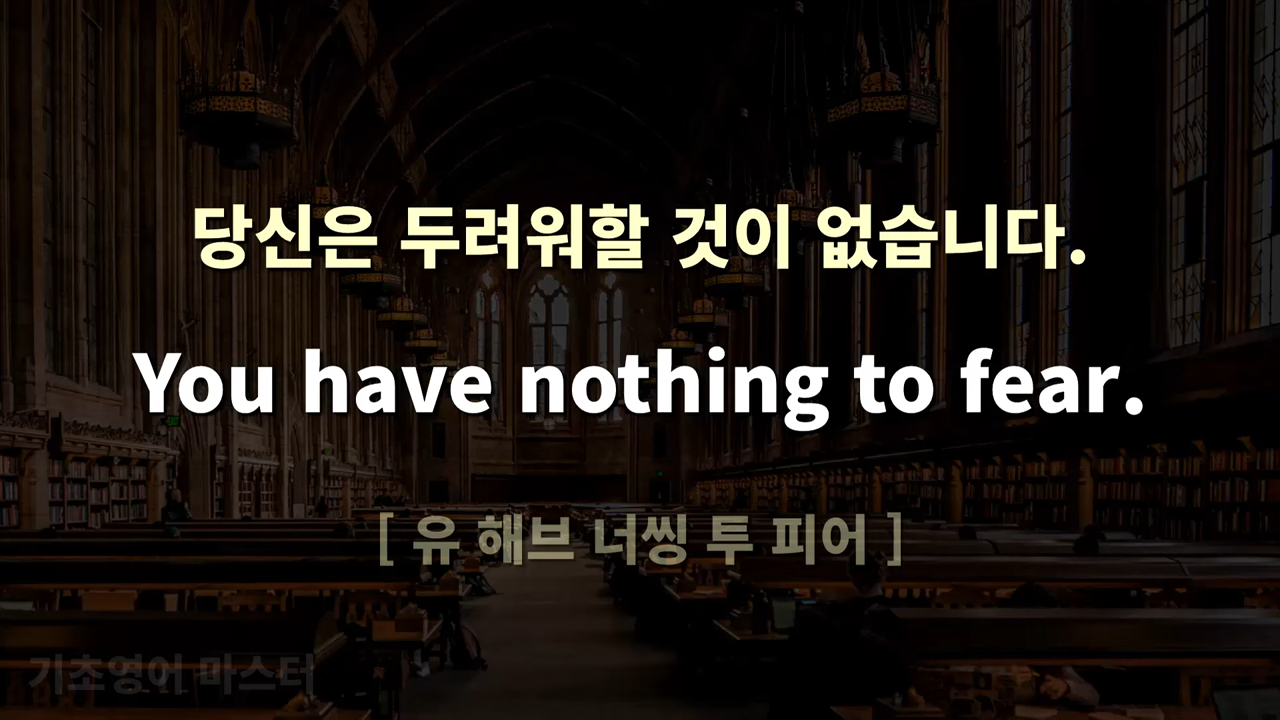 당신은 두려워할 것이 없습니다.
You have nothing to fear.
[ 유 해브 너씽 투 피어 ]
기초영어 마스터